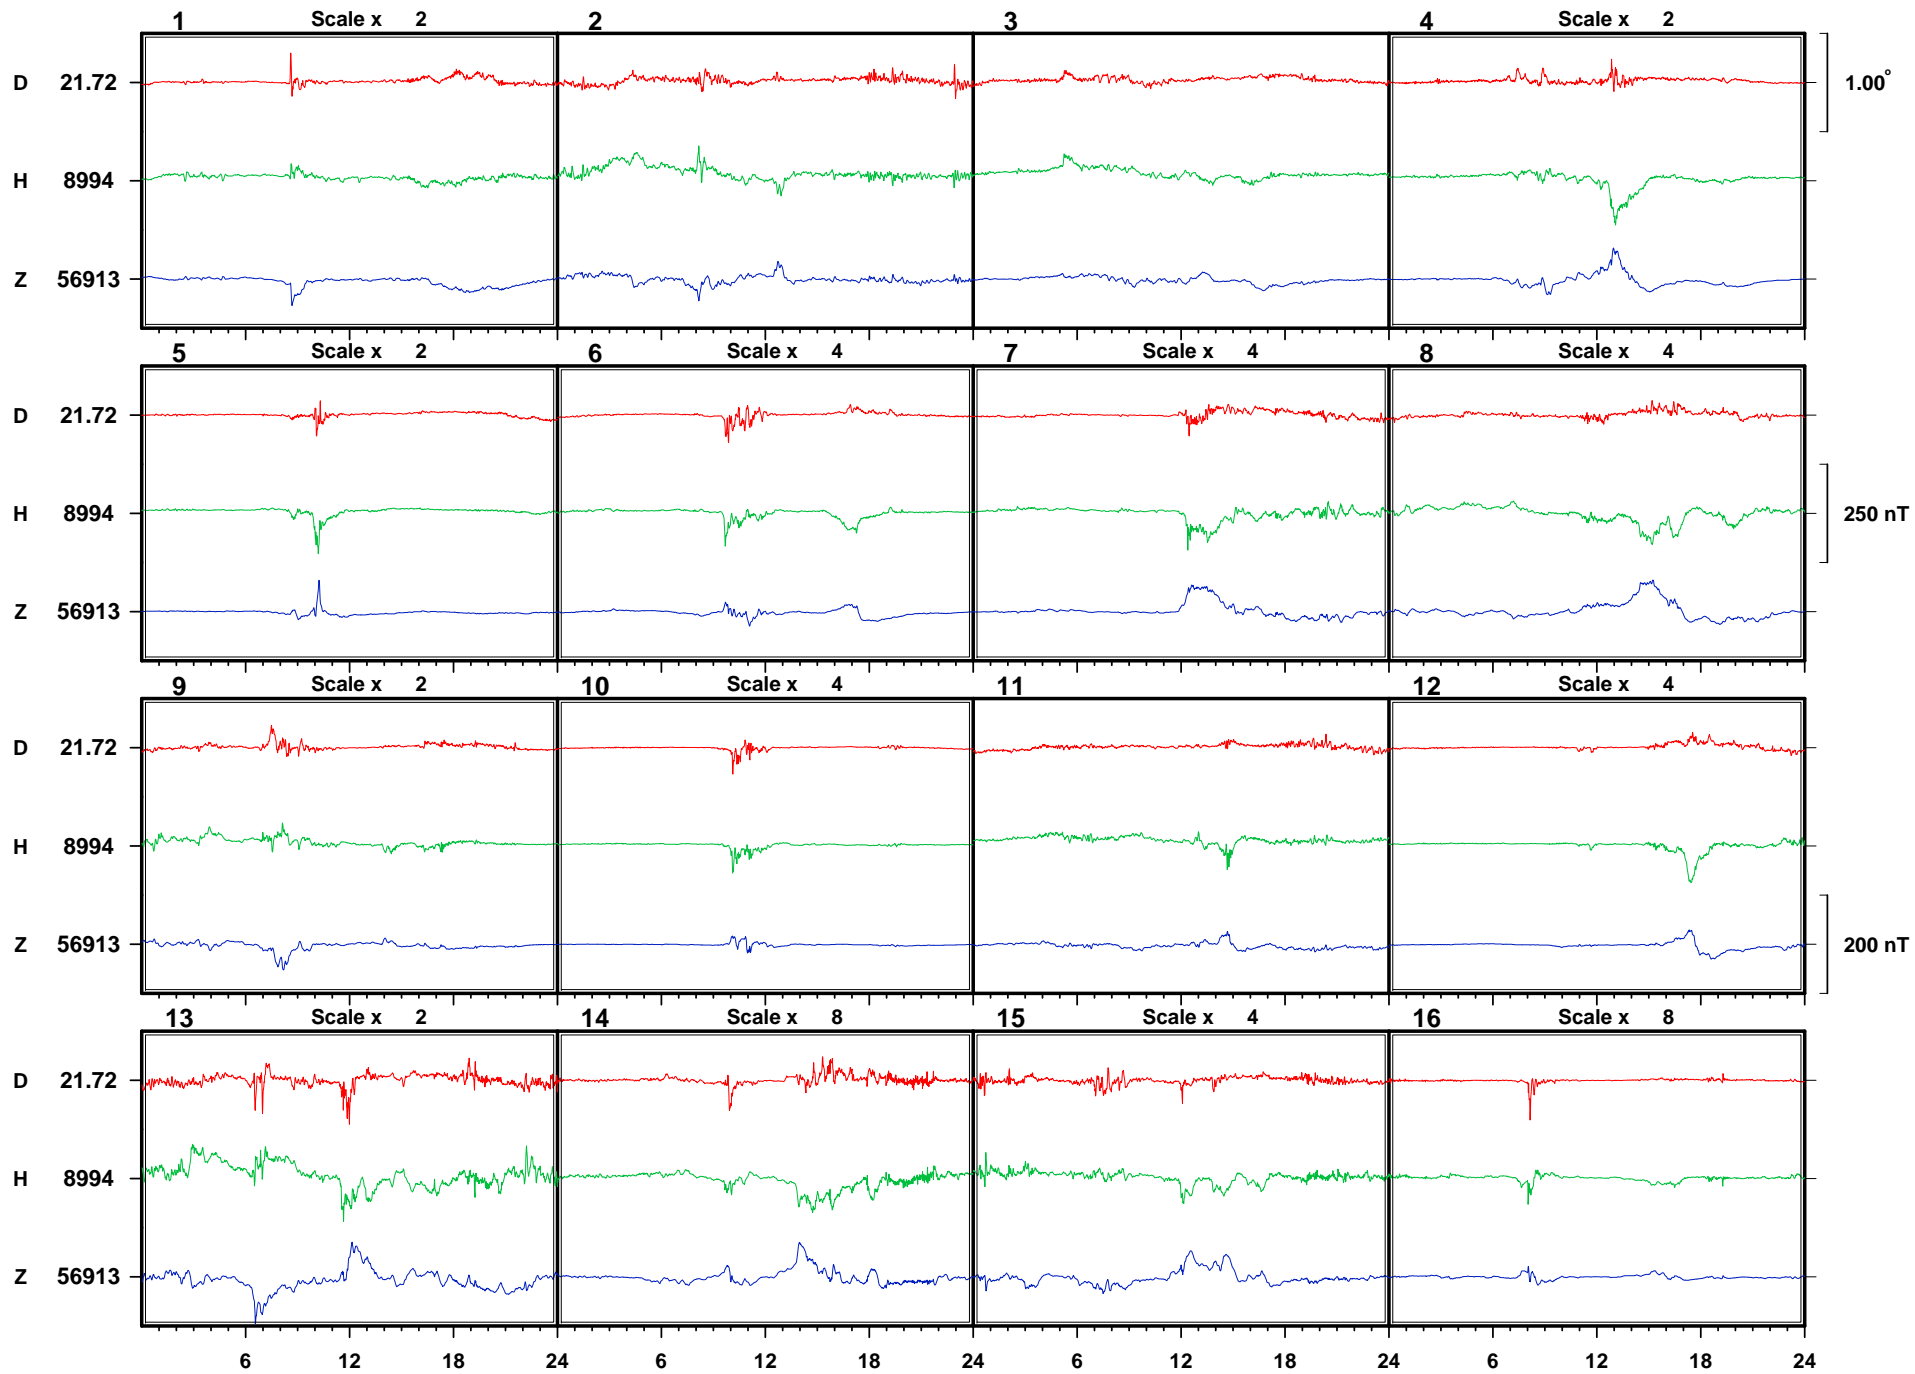 1 Scale x 2 2 3 4 Scale x 2
D 21.72 1.00°
H 8994
Z 56913
5 Scale x 2 6 Scale x 4 7 Scale x 4 8 Scale x 4
D 21.72
H 8994 250 nT
Z 56913
9 Scale x 2 10 Scale x 4 11 12 Scale x 4
D 21.72
H 8994
Z 56913 200 nT
13 Scale x 2 14 Scale x 8 15 Scale x 4 16 Scale x 8
D 21.72
H 8994
Z 56913
6 12 18 24 6 12 18 24 6 12 18 24 6 12 18 24